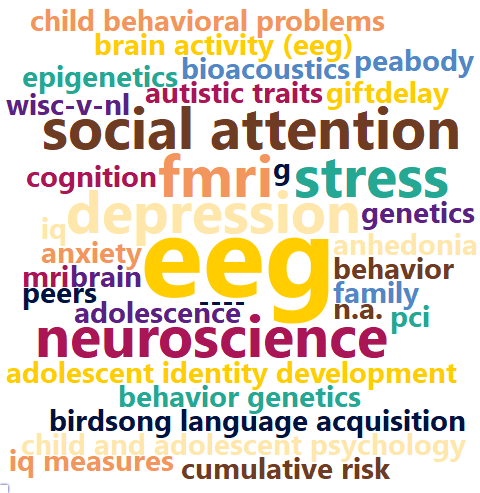 child behavioral problems
brain activity (eeg)
bioacoustics peabody
epigenetics
autistic traits giftdelay
wisc-v-nl
social attention
cognition fmri g stress
depression genetics
iq
anxiety eeg anhedonia
mri brain behavior
peers ---- family
adolescence n.a. pci
neuroscience
adolescent identity development
behavior genetics
birdsong language acquisition
child and adolescent psychology
iq measures cumulative risk